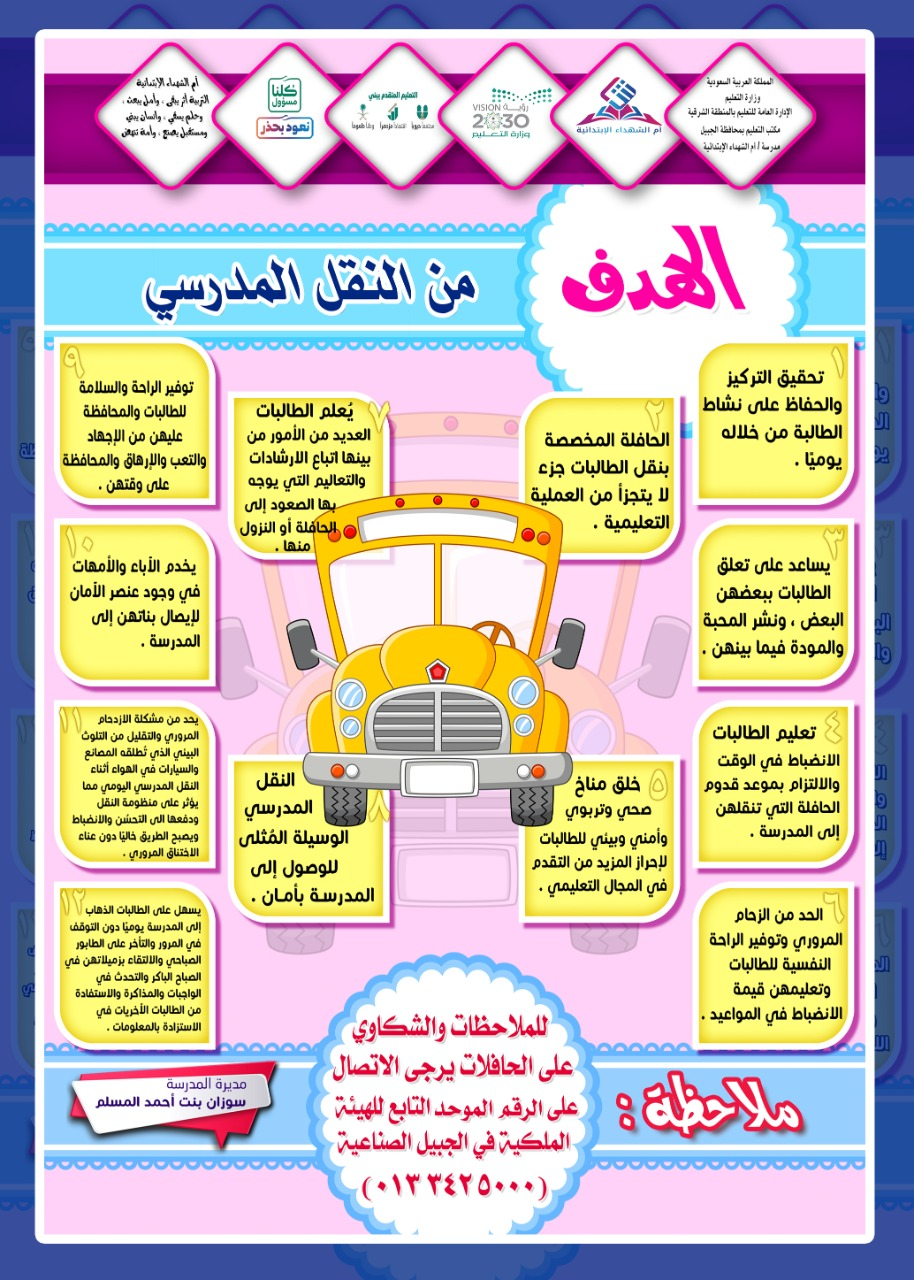 المملكة العربية السعودية
وزارة التعليم
الإدارة العامة للتعليم بالمنطقة الشرقية
مكتب التعليم بمحافظة الجبيل
مدرسة / أم الشهداء الإبتدائية
أم الشهداء الإبتدائية
رؤية
VISION
2030
وزارة التعليم
كلنا
مسؤول
نعود بحذر
أم الشهداء الإبتدائية
الهدف
من النقل المدرسي
١
تحقيق التركيز
والحفاظ على نشاط
الطالبة من خلاله
يوميًا .
٢
الحافلة المخصصة
بنقل الطالبات جزء
لا يتجزأ من العملية
التعليمية .
٣
يساعد على تعلق
الطالبات ببعضهن
البعض ، ونشر المحبة
والمودة فيما بينهن .
٤
تعليم الطالبات
الانضباط في الوقت
والالتزام بموعد قدوم
الحافلة التي تنقلهن
إلى المدرسة .
٥
خلق مناخ
صحي وتربوي
وأمني وبيئي للطالبات
لإحراز المزيد من التقدم
في المجال التعليمي .
٦
الحد من الزحام
المروري وتوفير الراحة
النفسية للطالبات
وتعليمهن قيمة
الانضباط في المواعيد .
٧
يُعلم الطالبات
العديد من الأمور من
بينها اتباع الارشادات
والتعاليم التي يوجه
بها الصعود إلى
الحافلة أو النزول
منها .
٨
النقل
المدرسي
الوسيلة المُثلى
للوصول إلى
المدرسة بأمان .
٩
توفير الراحة والسلامة
للطالبات والمحافظة
عليهن من الإجهاد
والتعب والإرهاق والمحافظة
على وقتهن .
١٠
يخدم الآباء والأمهات
في وجود عنصر الأمان
لإيصال بناتهن إلى
المدرسة .
١١
يحد من مشكلة الازدحام
المروري والتقليل من التلوث
البيئي الذي تُطلقه المصانع
والسيارات في الهواء أثناء
النقل المدرسي اليومي مما
يؤثر على منظومة النقل
ودفعها الى التحسّن والانضباط
ويصبح الطريق خاليًا دون عناء
الاختناق المروري .
١٢
يسهل على الطالبات الذهاب
إلى المدرسة يوميًا دون التوقف
في المرور والتأخر على الطابور
الصباحي والالتقاء بزميلاتهن في
الصباح الباكر والتحدث في
الواجبات والمذاكرة والاستفادة
من الطالبات الأخريات في
الاستزادة بالمعلومات .
ملاحظة :
للملاحظات والشكاوي
على الحافلات يرجى الاتصال
على الرقم الموحد التابع للهيئة
الملكية في الجبيل الصناعية
(٠١٣ ٣٤٢٥٠٠٠)
مديرة المدرسة
سوزان بنت أحمد المسلم